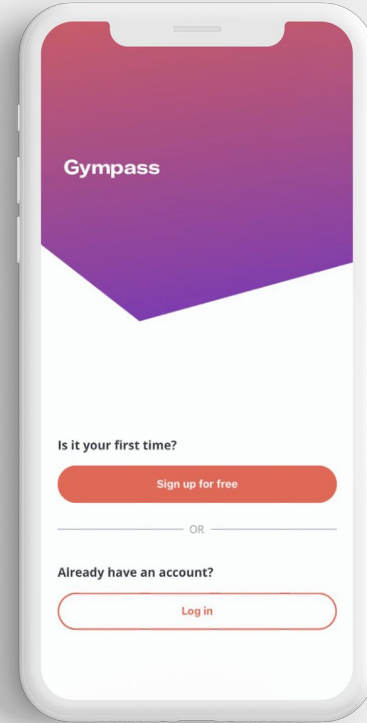 Gympass
Is it your first time?
Sign up for free
OR
Already have an account?
Log in